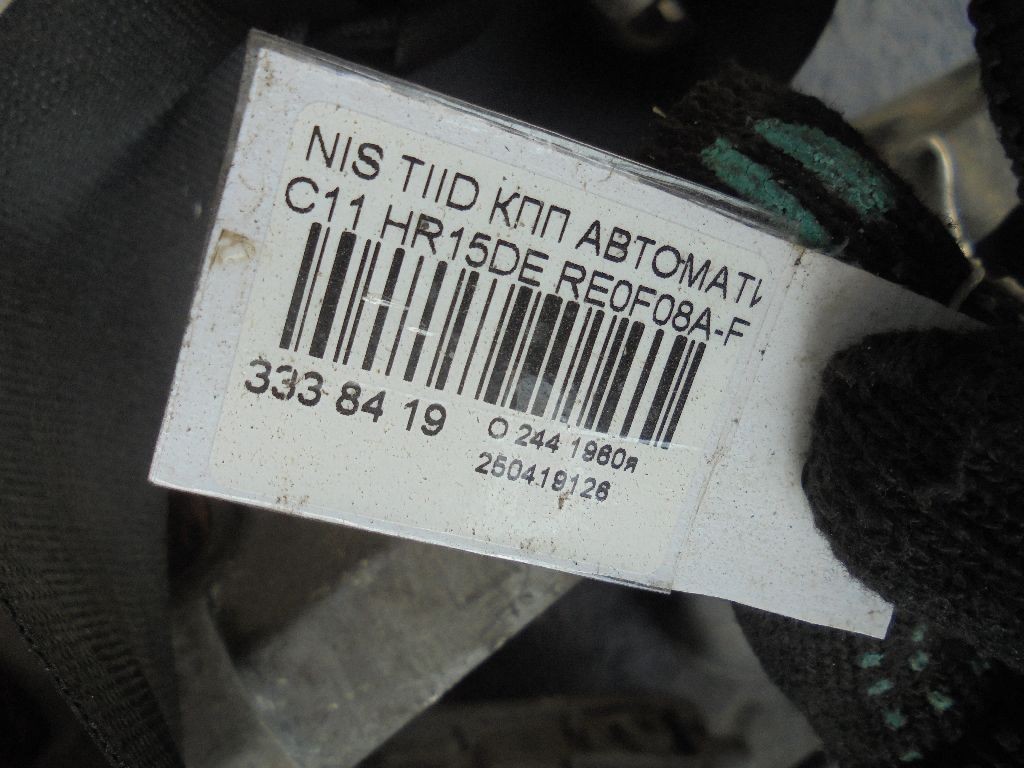 NIS TIID КПП АВТОМАТИ
C11 HR15DE RE0F08A-F
333 84 19
О 244 1960я
250419126